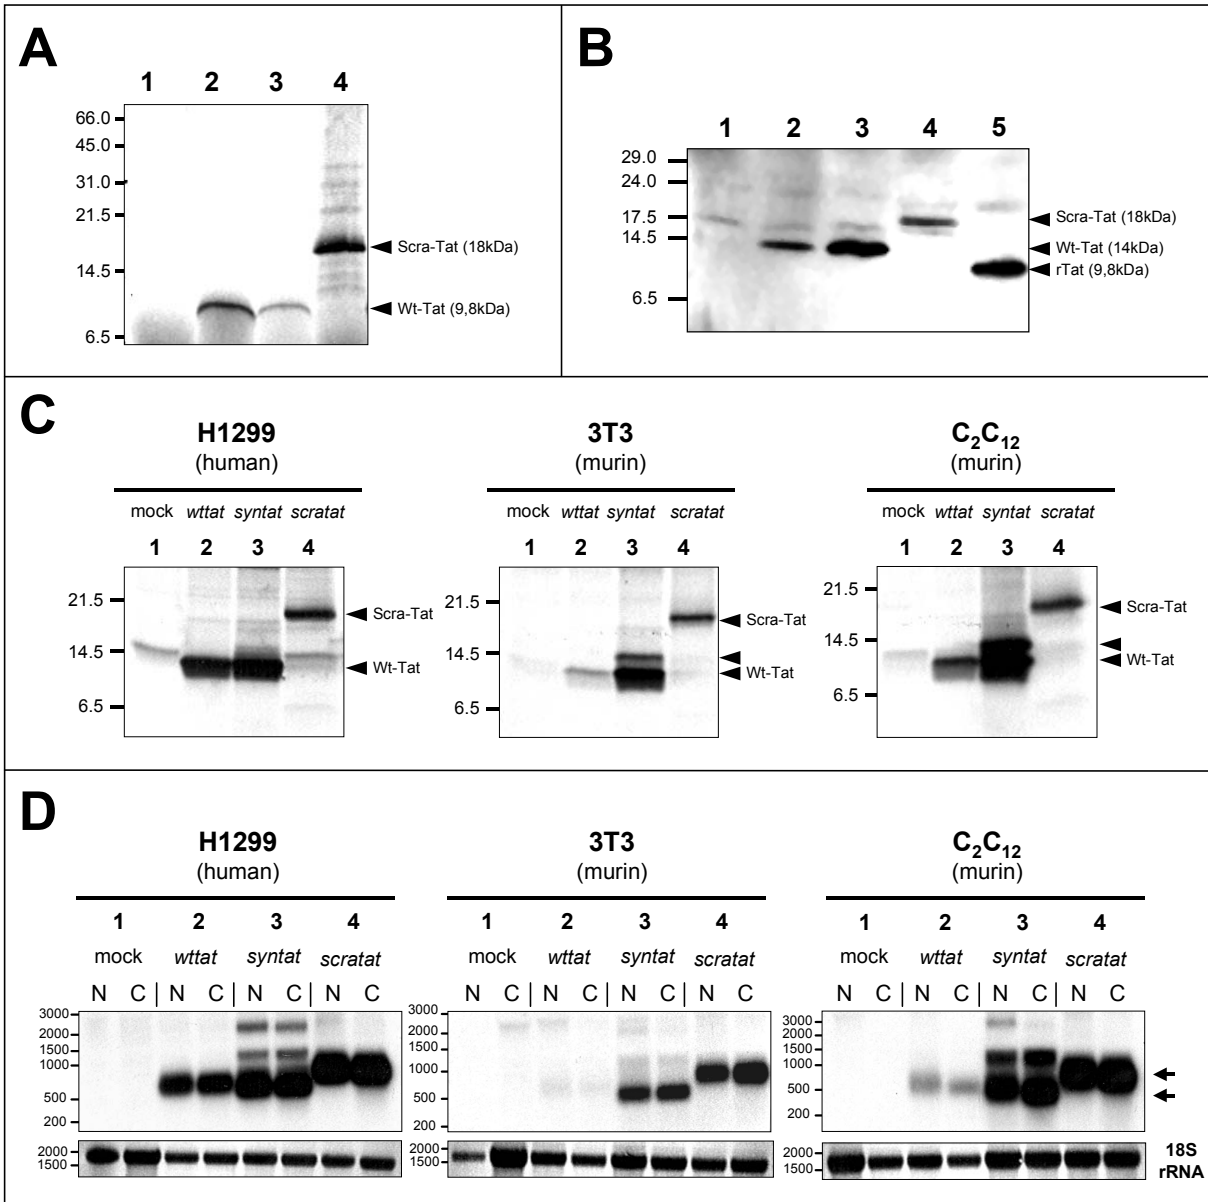 A
1 2 3 4
66.0
45.0
31.0
21.5
14.5
6.5
Scra-Tat (18kDa)
Wt-Tat (9,8kDa)
B
1 2 3 4 5
29.0
24.0
17.5
14.5
6.5
Scra-Tat (18kDa)
Wt-Tat (14kDa)
rTat (9,8kDa)
C
H1299
(human)
mock wttat syntat scratat
1 2 3 4
21.5
14.5
6.5
Scra-Tat
Wt-Tat
3T3
(murin)
mock wttat syntat scratat
1 2 3 4
21.5
14.5
6.5
Scra-Tat
Wt-Tat
C2C12
(murin)
mock wttat syntat scratat
1 2 3 4
21.5
14.5
6.5
Scra-Tat
Wt-Tat
D
H1299
(human)
1 2 3 4
mock wttat syntat scratat
N C | N C | N C | N C
3000
2000
1500
1000
500
200
2000
1500
3T3
(murin)
1 2 3 4
mock wttat syntat scratat
N C | N C | N C | N C
3000
2000
1000
500
200
2000
1500
C2C12
(murin)
1 2 3 4
mock wttat syntat scratat
N C | N C | N C | N C
3000
2000
1500
1000
500
200
2000
1500
18S
rRNA